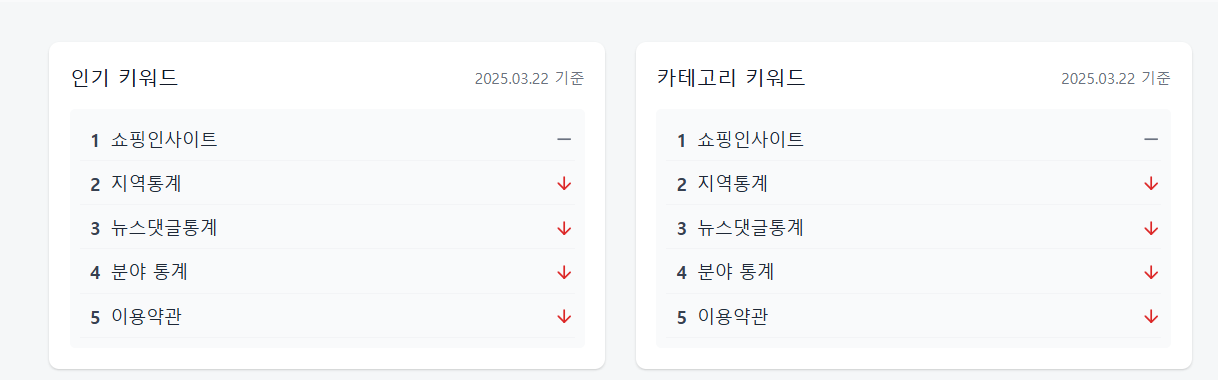 인기 키워드 2025.03.22 기준
1 쇼핑인사이트
2 지역통계
3 뉴스댓글통계
4 분야 통계
5 이용약관
카테고리 키워드 2025.03.22 기준
1 쇼핑인사이트
2 지역통계
3 뉴스댓글통계
4 분야 통계
5 이용약관